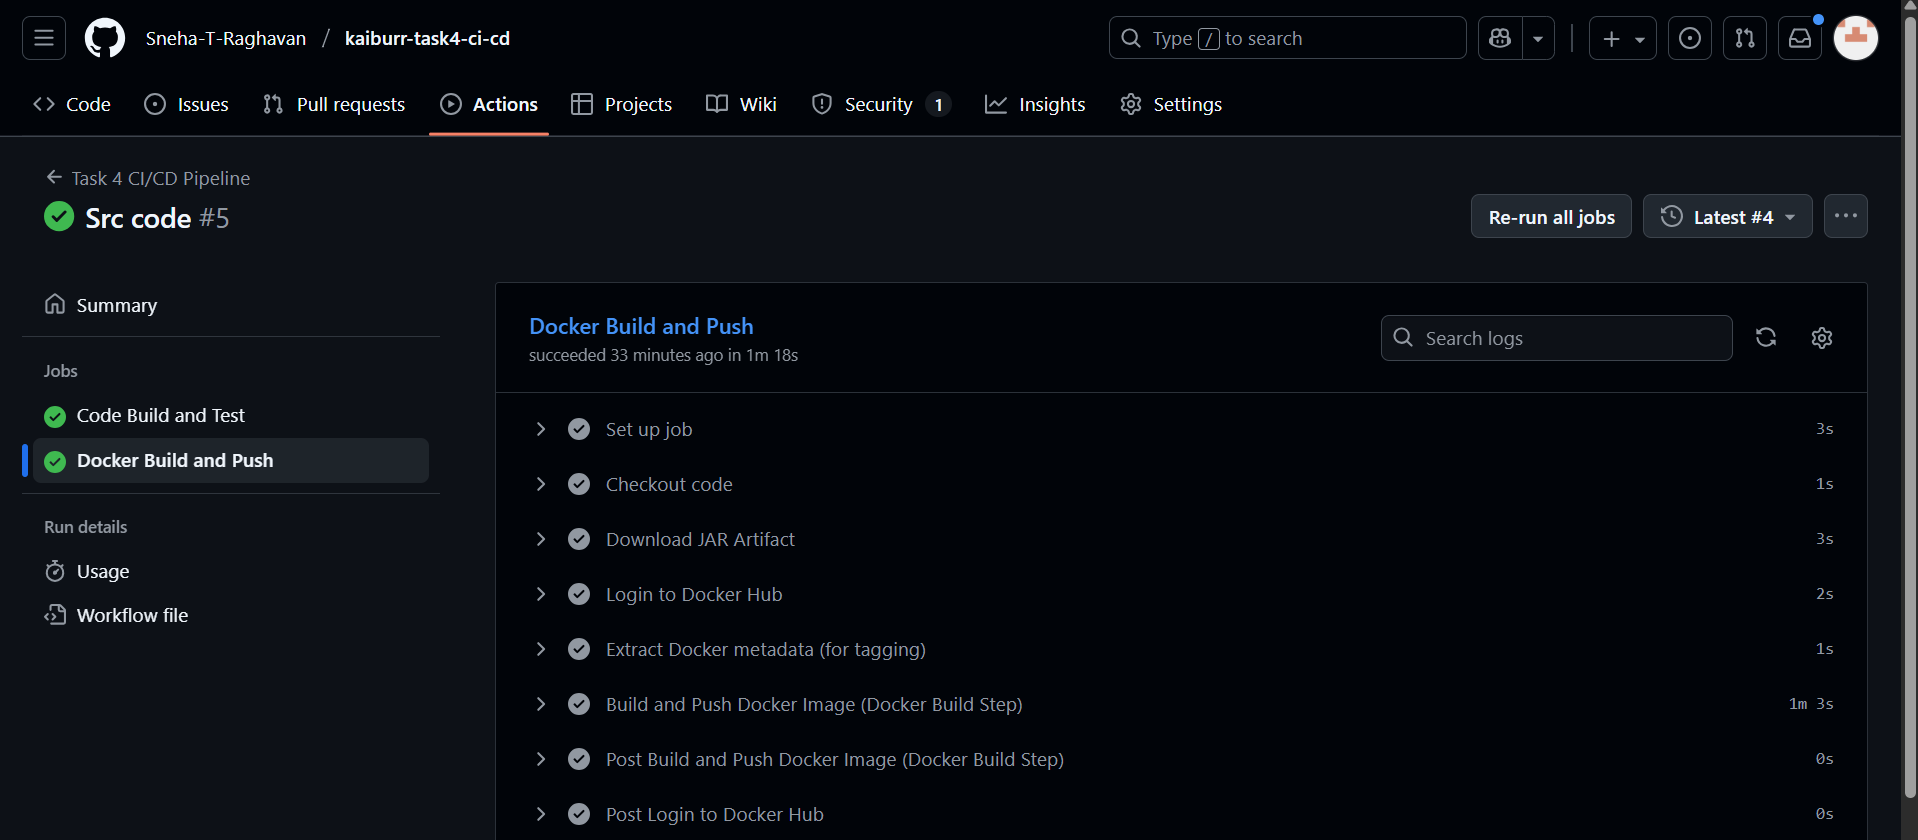 Sneha-T-Raghavan / kaiburr-task4-ci-cd
Type / to search
Code Issues Pull requests Actions Projects Wiki Security 1 Insights Settings
Task 4 CI/CD Pipeline
Src code #5
Re-run all jobs
Latest #4
Summary
Jobs
Code Build and Test
Docker Build and Push
Run details
Usage
Workflow file
Docker Build and Push
succeeded 33 minutes ago in 1m 18s
Search logs
Set up job 3s
Checkout code 1s
Download JAR Artifact 3s
Login to Docker Hub 2s
Extract Docker metadata (for tagging) 1s
Build and Push Docker Image (Docker Build Step) 1m 3s
Post Build and Push Docker Image (Docker Build Step) 0s
Post Login to Docker Hub 0s